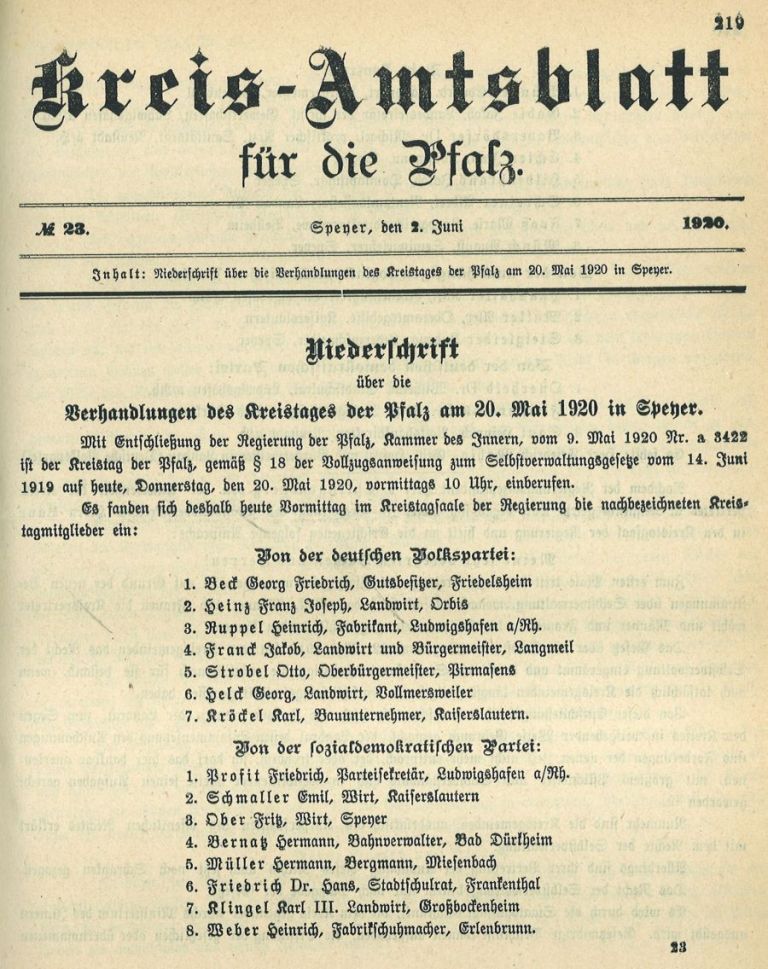 219
Kreis-Amtsblatt
für die Pfalz.
№ 23. Speyer, den 2. Juni 1920.
Inhalt: Niederschrift über die Verhandlungen des Kreistages der Pfalz am 20. Mai 1920 in Speyer.
Niederschrift
über die
Verhandlungen des Kreistages der Pfalz am 20. Mai 1920 in Speyer.
Mit Entschließung der Regierung der Pfalz, Kammer des Innern, vom 9. Mai 1920 Nr. a 3422
ist der Kreistag der Pfalz, gemäß § 18 der Vollzugsanweisung zum Selbstverwaltungsgesetze vom 14. Juni
1919 auf heute, Donnerstag, den 20. Mai 1920, vormittags 10 Uhr, einberufen.
Es fanden sich deshalb heute Vormittag im Kreistagsaale der Regierung die nachbezeichneten Kreis-
tagmitglieder ein:
Von der deutschen Volkspartei:
1. Beck Georg Friedrich, Gutsbesitzer, Friedelsheim
2. Heinz Franz Joseph, Landwirt, Orbis
3. Ruppel Heinrich, Fabrikant, Ludwigshafen a/Rh.
4. Franck Jakob, Landwirt und Bürgermeister, Langmeil
5. Strobel Otto, Oberbürgermeister, Pirmasens
6. Helck Georg, Landwirt, Vollmersweiler
7. Kröckel Karl, Bauunternehmer, Kaiserslautern.
Von der sozialdemokratischen Partei:
1. Profit Friedrich, Parteisekretär, Ludwigshafen a/Rh.
2. Schmaller Emil, Wirt, Kaiserslautern
3. Ober Fritz, Wirt, Speyer
4. Bernatz Hermann, Bahnverwalter, Bad Dürkheim
5. Müller Hermann, Bergmann, Miesenbach
6. Friedrich Dr. Hans, Stadtschulrat, Frankenthal
7. Klingel Karl III. Landwirt, Großbockenheim
8. Weber Heinrich, Fabrikschuhmacher, Erlenbrunn.
23